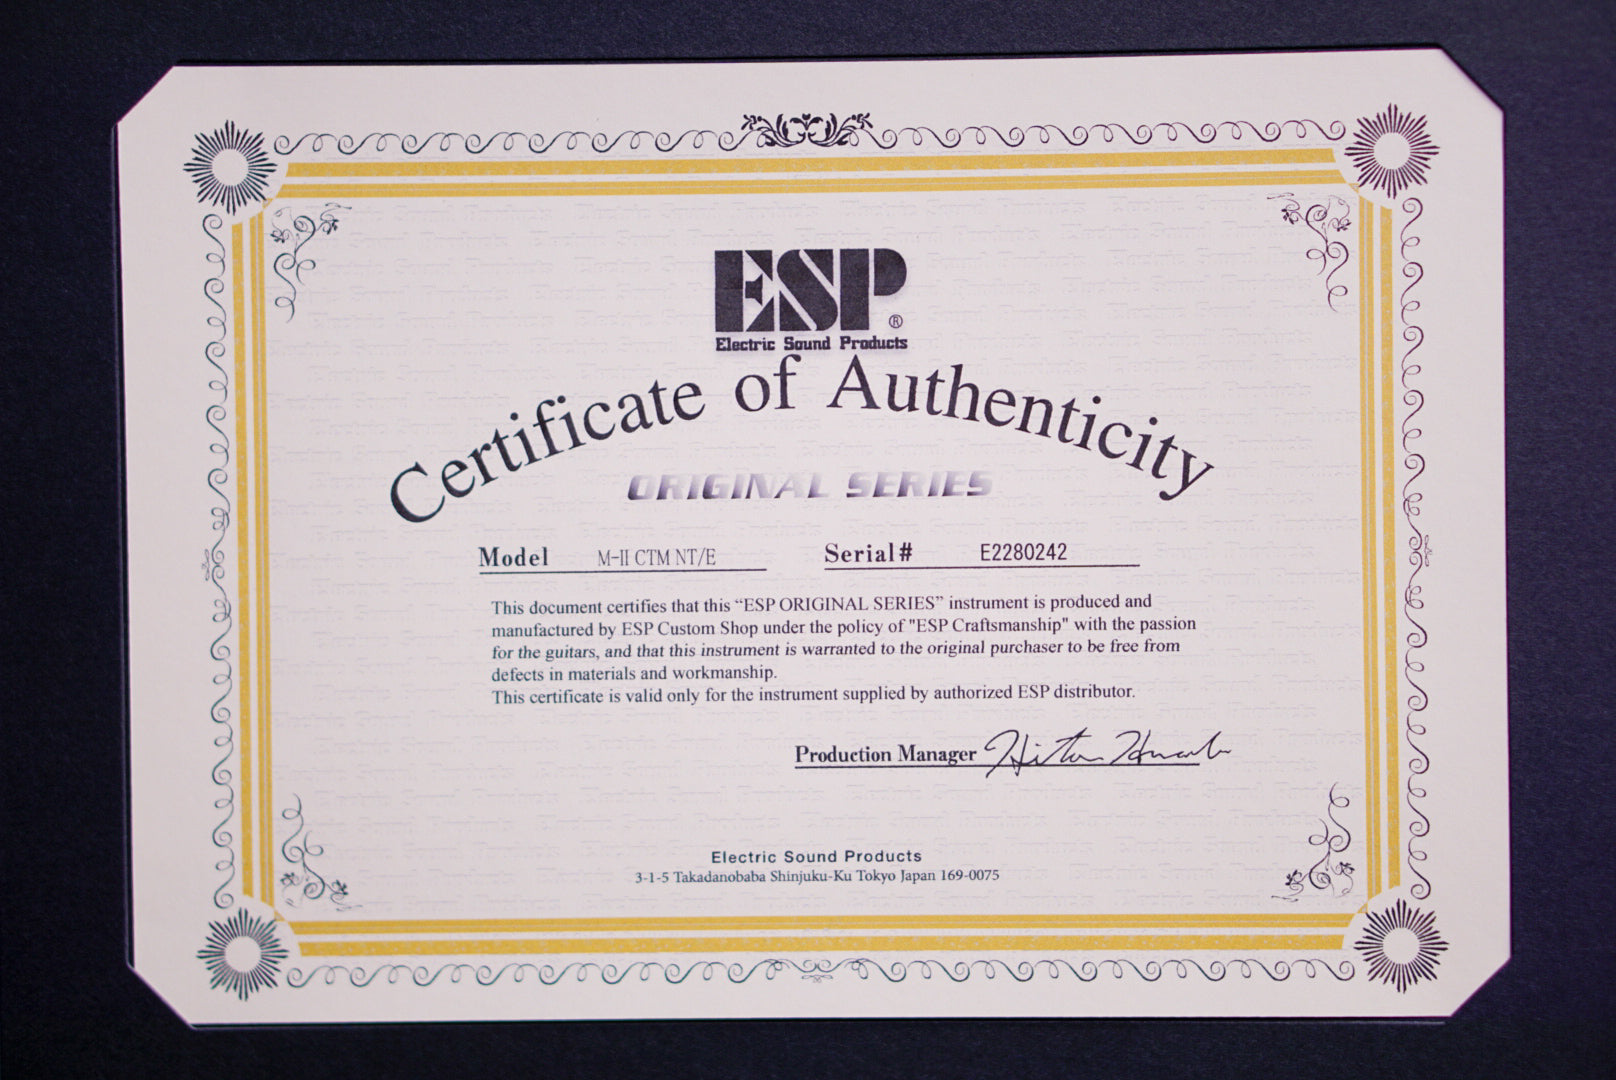 ESP®
Electric Sound Products
Certificate of Authenticity
ORIGINAL SERIES
Model M-II CTM NT/E Serial# E2280242
This document certifies that this “ESP ORIGINAL SERIES” instrument is produced and
manufactured by ESP Custom Shop under the policy of "ESP Craftsmanship" with the passion
for the guitars, and that this instrument is warranted to the original purchaser to be free from
defects in materials and workmanship.
This certificate is valid only for the instrument supplied by authorized ESP distributor.
Production Manager
Electric Sound Products
3-1-5 Takadanobaba Shinjuku-Ku Tokyo Japan 169-0075